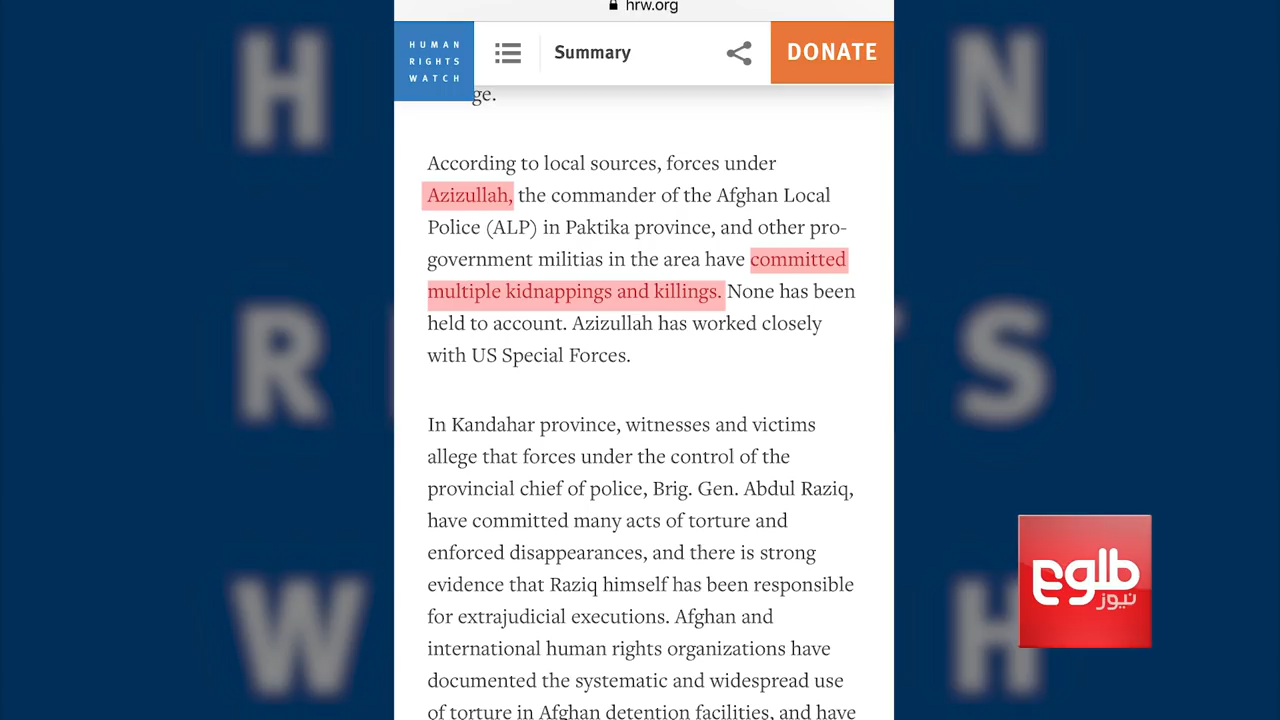 hrw.org
HUMAN
RIGHTS
WATCH
Summary
DONATE
ge.
According to local sources, forces under
Azizullah, the commander of the Afghan Local
Police (ALP) in Paktika province, and other pro-
government militias in the area have committed
multiple kidnappings and killings. None has been
held to account. Azizullah has worked closely
with US Special Forces.
In Kandahar province, witnesses and victims
allege that forces under the control of the
provincial chief of police, Brig. Gen. Abdul Raziq,
have committed many acts of torture and
enforced disappearances, and there is strong
evidence that Raziq himself has been responsible
for extrajudicial executions. Afghan and
international human rights organizations have
documented the systematic and widespread use
of torture in Afghan detention facilities, and have
H N
R S
W H
طلوع
نیوز